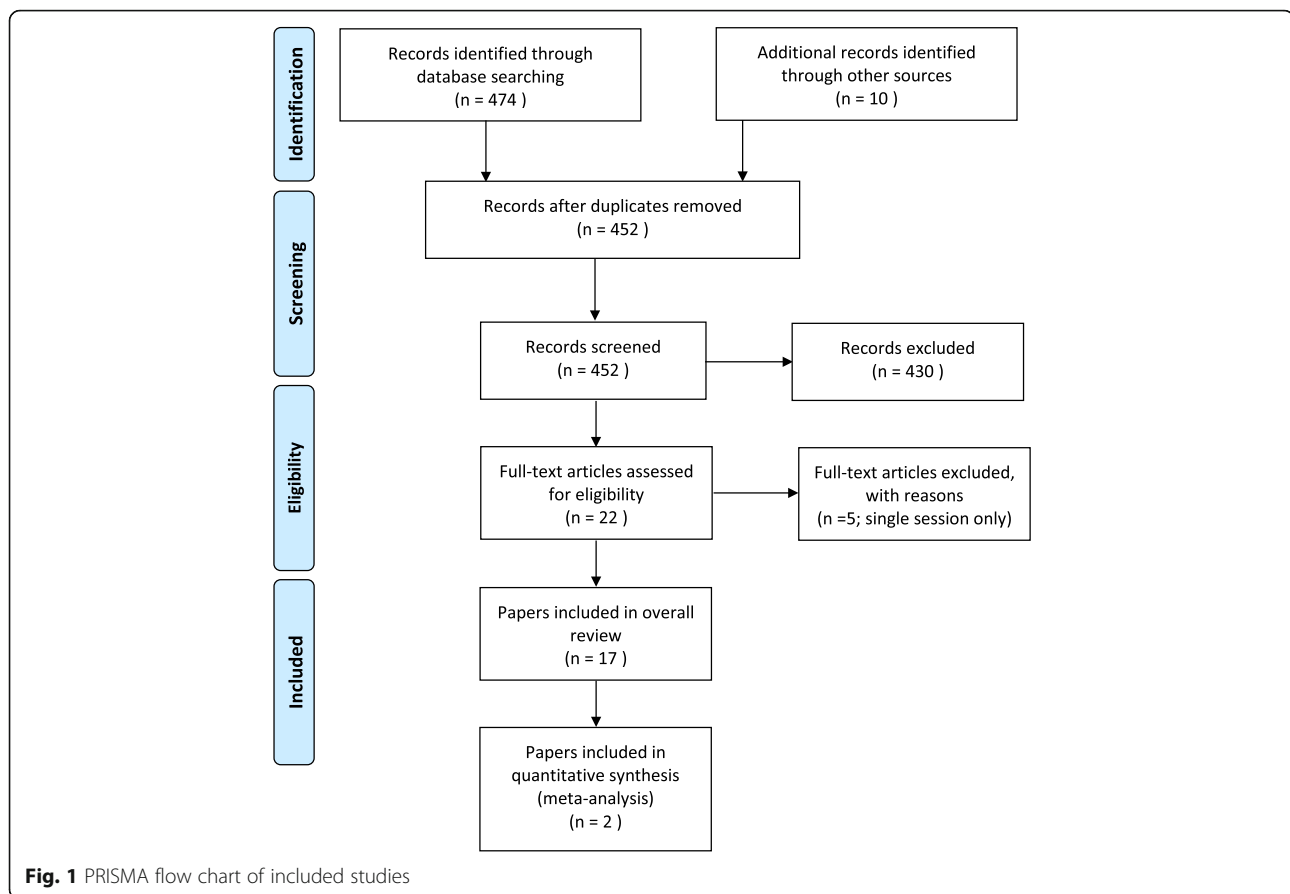 Identification
Records identified through
database searching
(n = 474 )
Additional records identified
through other sources
(n = 10 )
Screening
Records after duplicates removed
(n = 452 )
Records screened
(n = 452 )
Records excluded
(n = 430 )
Eligibility
Full-text articles assessed
for eligibility
(n = 22 )
Full-text articles excluded,
with reasons
(n =5; single session only)
Included
Papers included in overall
review
(n = 17 )
Papers included in
quantitative synthesis
(meta-analysis)
(n = 2 )
Fig. 1 PRISMA flow chart of included studies